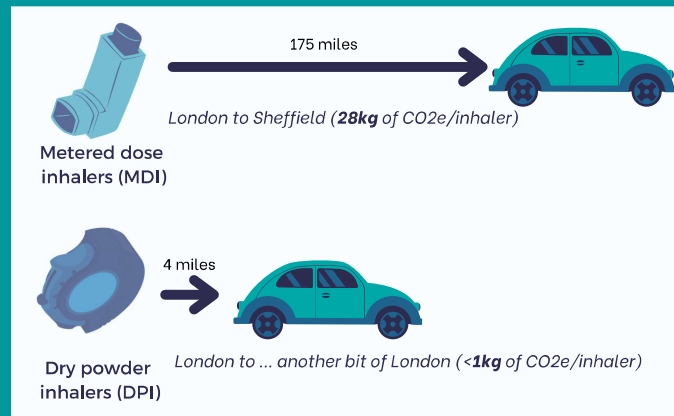 175 miles
London to Sheffield (28kg of CO2e/inhaler)
Metered dose
inhalers (MDI)
4 miles
London to ... another bit of London (<1kg of CO2e/inhaler)
Dry powder
inhalers (DPI)